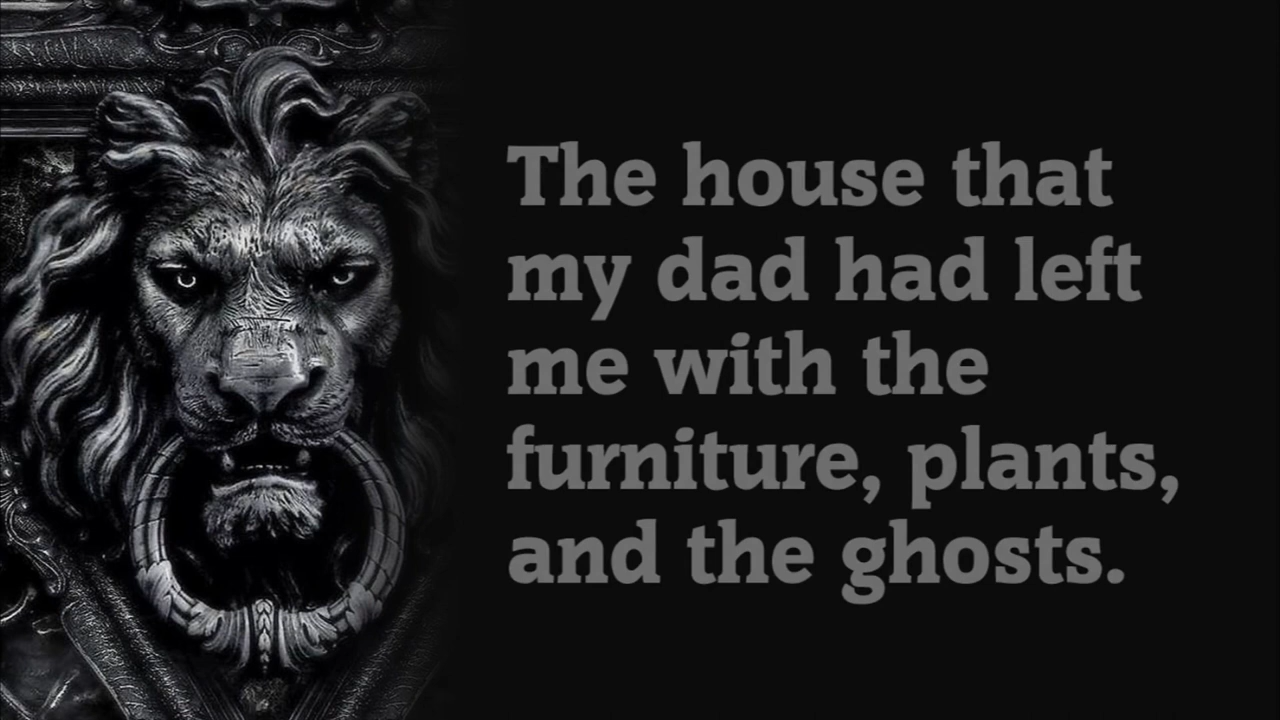 The house that
my dad had left
me with the
furniture, plants,
and the ghosts.